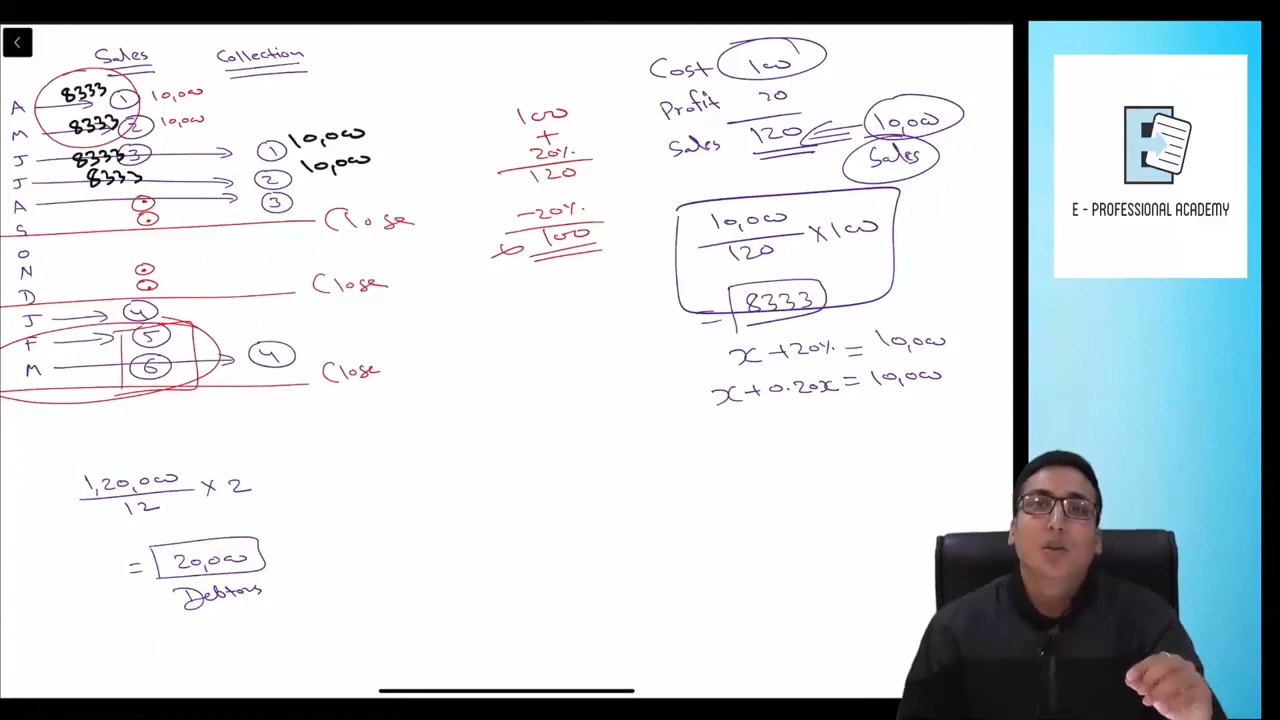 Sales Collection
A 8333 1 10,000
M 8333 2 10,000
J 8333 3 1 10,000
J 8333 2 10,000
A 3
S
Close
O
N
D
Close
J 4
F 5
M 6 4
Close
1,20,000
12
× 2
= 20,000
Debtors
100
+
20%
120
-20%
100
Cost 100
Profit 20
Sales 120 10,000
Sales
10,000
120
×100
= 8333
x+20% = 10,000
x+0.20x = 10,000
E
E - PROFESSIONAL ACADEMY